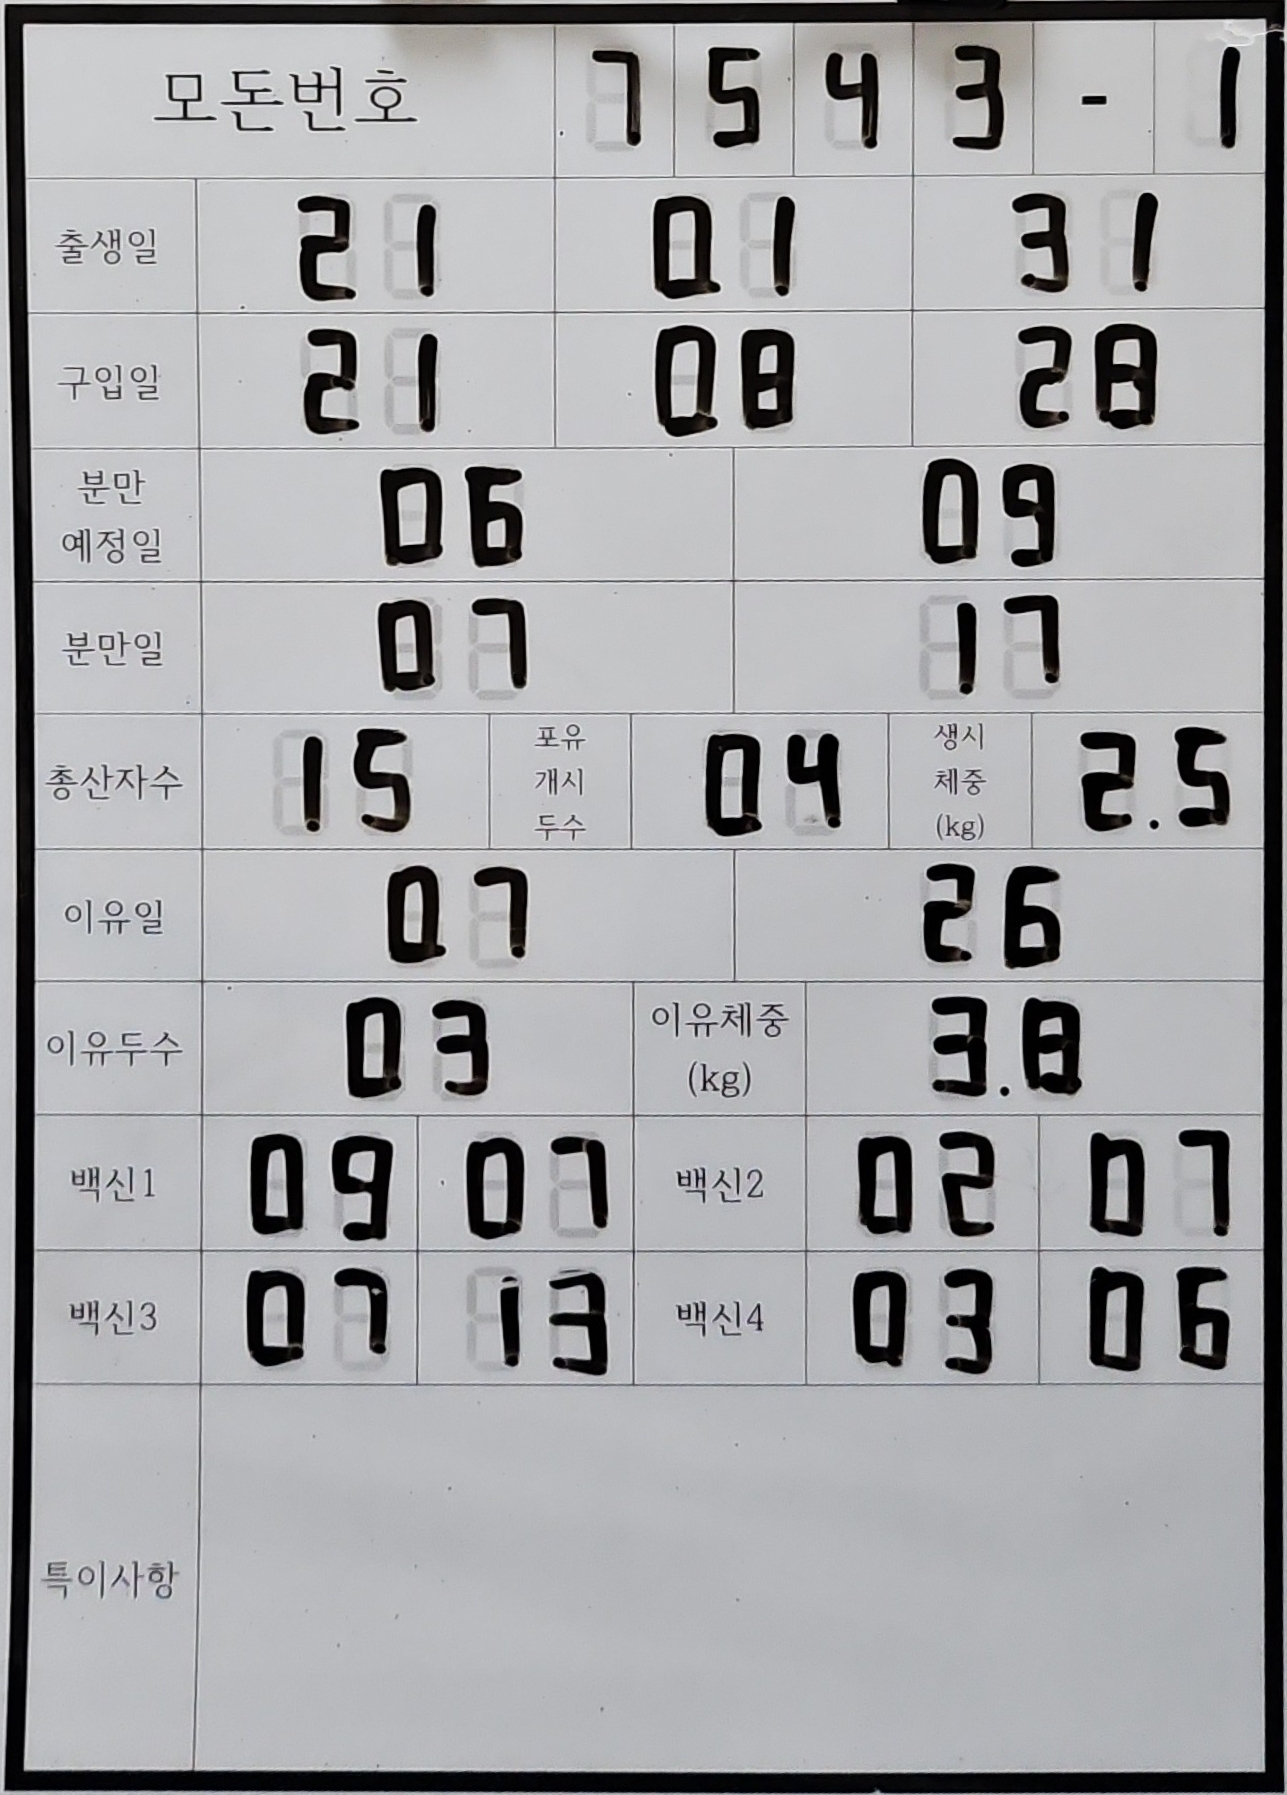 모돈번호 7 5 4 3 - 1
출생일 21 01 31
구입일 21 08 28
분만
예정일 06 09
분만일 07 17
총산자수 15 포유
개시
두수 04 생시
체중
(kg) 2.5
이유일 07 26
이유두수 03 이유체중
(kg) 3.8
백신1 09 07 백신2 02 07
백신3 07 13 백신4 03 06
특이사항